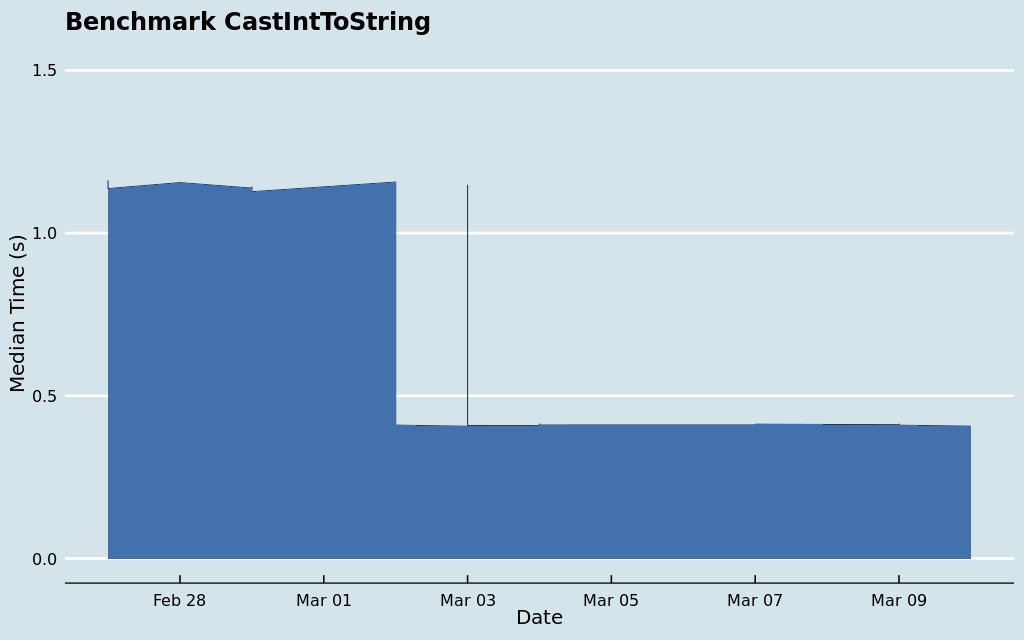 Benchmark CastIntToString
1.5
1.0
0.5
0.0
Median Time (s)
Feb 28 Mar 01 Mar 03 Mar 05 Mar 07 Mar 09
Date